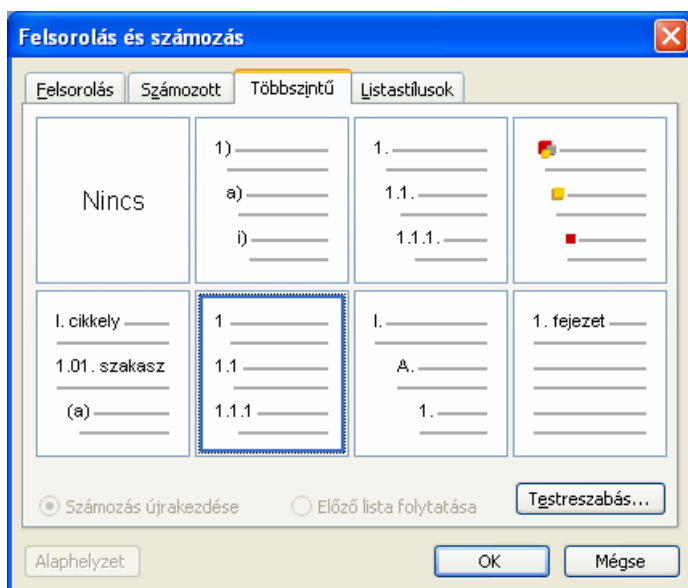 Felsorolás és számozás
Felsorolás Számozott Többszintű Listastílusok
Nincs
1)
a)
i)
1.
1.1.
1.1.1.
I. cikkely
1.01. szakasz
(a)
1
1.1
1.1.1
I.
A.
1.
1. fejezet
Számozás újrakezdése Előző lista folytatása Testreszabás...
Alaphelyzet OK Mégse